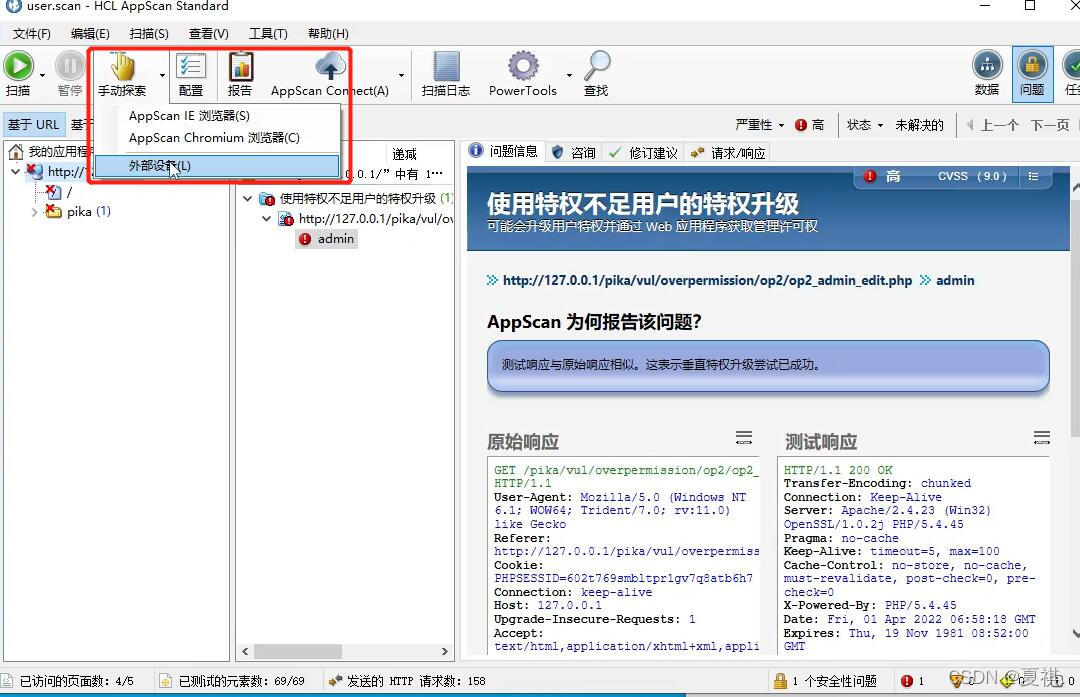 user.scan - HCL AppScan Standard
文件(F) 编辑(E) 扫描(S) 查看(V) 工具(T) 帮助(H)
扫描 暂停 手动探索 配置 报告 AppScan Connect(A) 扫描日志 PowerTools 查找 数据 问题
AppScan IE 浏览器(S)
AppScan Chromium 浏览器(C)
外部设备(L)
基于 URL 基于
严重性 高 状态 未解决的 上一个 下一页
我的应用程
http://12
/
pika (1)
递减
0.0.1/” 中有 1…
使用特权不足用户的特权升级 (1)
http://127.0.0.1/pika/vul/ov
admin
问题信息 咨询 修订建议 请求/响应
高 CVSS (9.0)
使用特权不足用户的特权升级
可能会升级用户特权并通过 Web 应用程序获取管理许可权
http://127.0.0.1/pika/vul/overpermission/op2/op2_admin_edit.php admin
AppScan 为何报告该问题?
测试响应与原始响应相似。这表示垂直特权升级尝试已成功。
原始响应
GET /pika/vul/overpermission/op2/op2_
HTTP/1.1
User-Agent: Mozilla/5.0 (Windows NT
6.1; WOW64; Trident/7.0; rv:11.0)
like Gecko
Referer:
http://127.0.0.1/pika/vul/overpermiss
Cookie:
PHPSESSID=602t769smbltpr1gv7q8atb6h7
Connection: keep-alive
Host: 127.0.0.1
Upgrade-Insecure-Requests: 1
Accept:
text/html,application/xhtml+xml,appli
测试响应
HTTP/1.1 200 OK
Transfer-Encoding: chunked
Connection: Keep-Alive
Server: Apache/2.4.23 (Win32)
OpenSSL/1.0.2j PHP/5.4.45
Pragma: no-cache
Keep-Alive: timeout=5, max=100
Cache-Control: no-store, no-cache,
must-revalidate, post-check=0, pre-
check=0
X-Powered-By: PHP/5.4.45
Date: Fri, 01 Apr 2022 06:58:18 GMT
Expires: Thu, 19 Nov 1981 08:52:00
GMT
已访问的页面数: 4/5 已测试的元素数: 69/69 发送的 HTTP 请求数: 158 1 个安全性问题 1
CSDN @夏祺